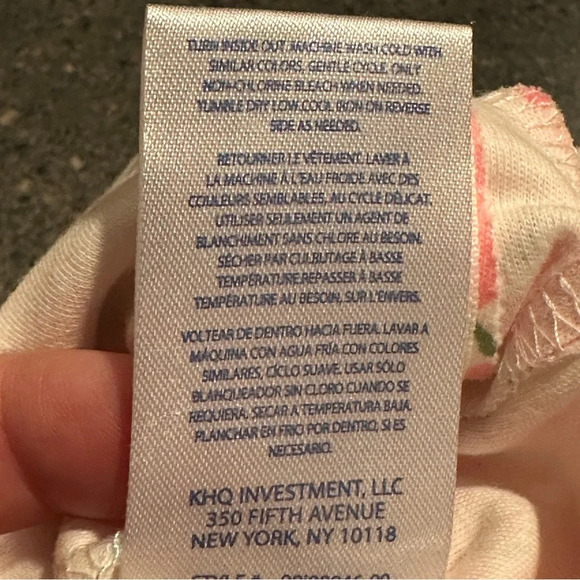 TURN INSIDE OUT. MACHINE WASH COLD WITH
SIMILAR COLORS. GENTLE CYCLE. ONLY
NON-CHLORINE BLEACH WHEN NEEDED.
TUMBLE DRY LOW. COOL IRON ON REVERSE
SIDE AS NEEDED.
RETOURNER LE VÊTEMENT. LAVER À
LA MACHINE À L'EAU FROIDE AVEC DES
COULEURS SEMBLABLES, AU CYCLE DÉLICAT.
UTILISER SEULEMENT UN AGENT DE
BLANCHIMENT SANS CHLORE AU BESOIN.
SÉCHER PAR CULBUTAGE À BASSE
TEMPÉRATURE.REPASSER À BASSE
TEMPÉRATURE AU BESOIN, SUR L'ENVERS.
VOLTEAR DE DENTRO HACIA FUERA. LAVAR A
MÁQUINA CON AGUA FRÍA CON COLORES
SIMILARES, CÍCLO SUAVE. USAR SÓLO
BLANQUEADOR SIN CLORO CUANDO SE
REQUIERA. SECAR A TEMPERATURA BAJA.
PLANCHAR EN FRIO POR DENTRO, SI ES
NECESARIO.
KHQ INVESTMENT, LLC
350 FIFTH AVENUE
NEW YORK, NY 10118
STYLE #